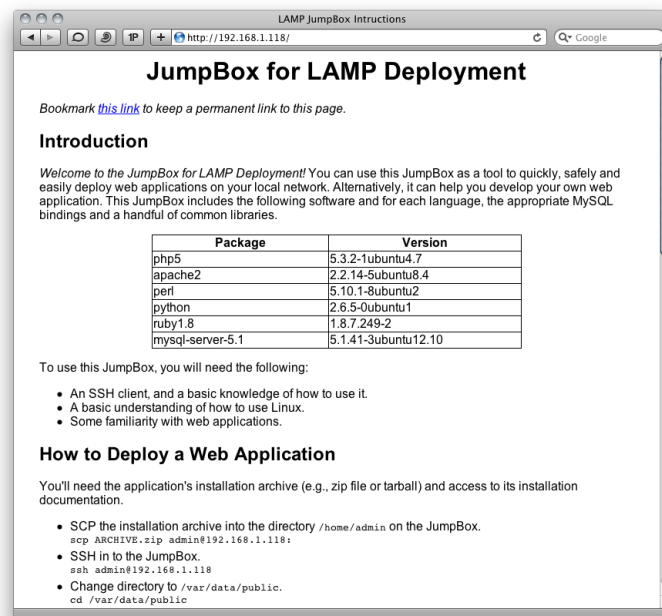 LAMP JumpBox Intructions
1P
+
http://192.168.1.118/
Google
JumpBox for LAMP Deployment
Bookmark this link to keep a permanent link to this page.
Introduction
Welcome to the JumpBox for LAMP Deployment! You can use this JumpBox as a tool to quickly, safely and
easily deploy web applications on your local network. Alternatively, it can help you develop your own web
application. This JumpBox includes the following software and for each language, the appropriate MySQL
bindings and a handful of common libraries.
Package Version
php5 5.3.2-1ubuntu4.7
apache2 2.2.14-5ubuntu8.4
perl 5.10.1-8ubuntu2
python 2.6.5-0ubuntu1
ruby1.8 1.8.7.249-2
mysql-server-5.1 5.1.41-3ubuntu12.10
To use this JumpBox, you will need the following:
• An SSH client, and a basic knowledge of how to use it.
• A basic understanding of how to use Linux.
• Some familiarity with web applications.
How to Deploy a Web Application
You'll need the application's installation archive (e.g., zip file or tarball) and access to its installation
documentation.
• SCP the installation archive into the directory /home/admin on the JumpBox.
scp ARCHIVE.zip admin@192.168.1.118:
• SSH in to the JumpBox.
ssh admin@192.168.1.118
• Change directory to /var/data/public.
cd /var/data/public